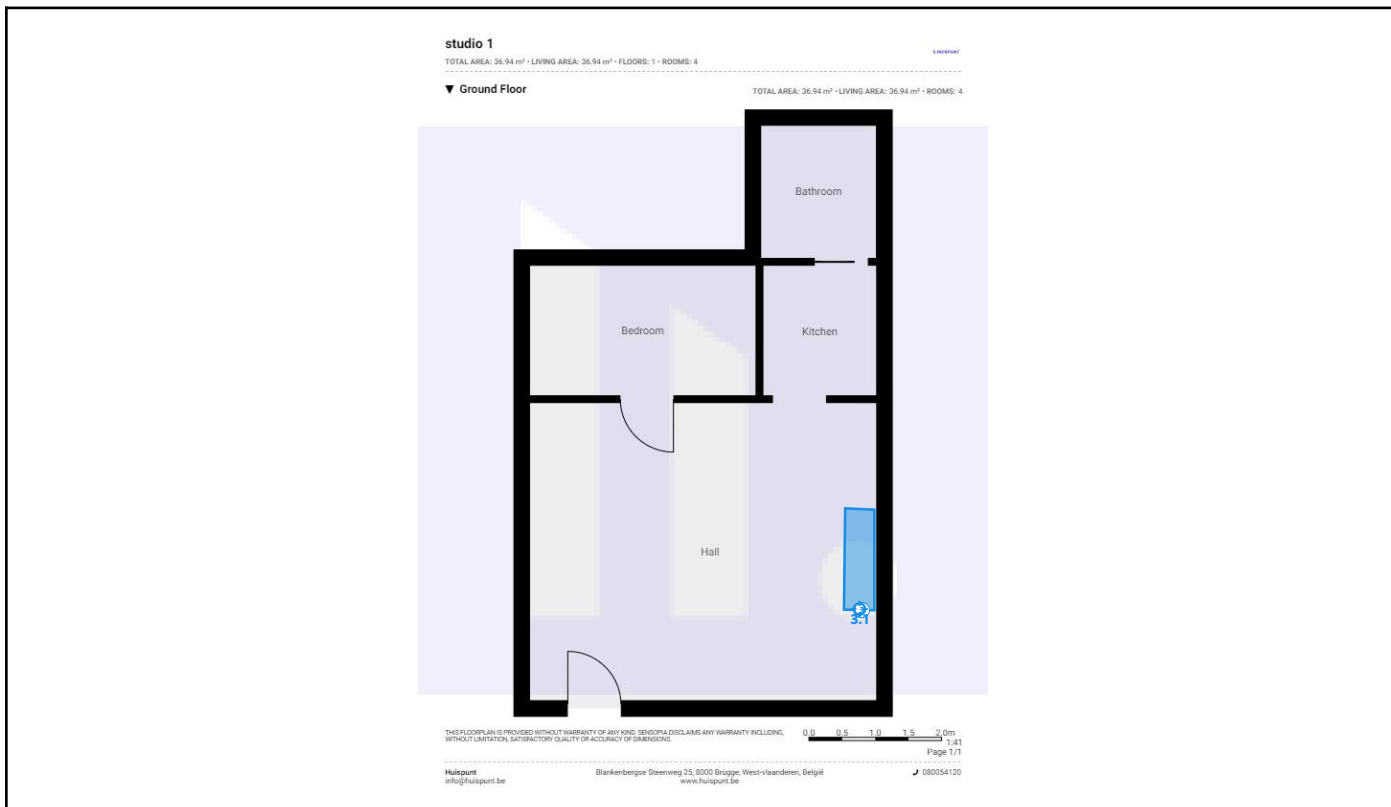 studio 1
TOTAL AREA: 36.94 m² • LIVING AREA: 36.94 m² • FLOORS: 1 • ROOMS: 4
▼ Ground Floor
TOTAL AREA: 36.94 m² • LIVING AREA: 36.94 m² • ROOMS: 4
Bathroom
Bedroom
Kitchen
Hall
3.1
THIS FLOORPLAN IS PROVIDED WITHOUT WARRANTY OF ANY KIND. SENSOPIA DISCLAIMS ANY WARRANTY INCLUDING,
WITHOUT LIMITATION, SATISFACTORY QUALITY OR ACCURACY OF DIMENSIONS.
0.0 0.5 1.0 1.5 2.0m
1:41
Page 1/1
Huispunt
info@huispunt.be
Blankenbergse Steenweg 25, 8000 Brugge, West-vlaanderen, België
www.huispunt.be
080054120